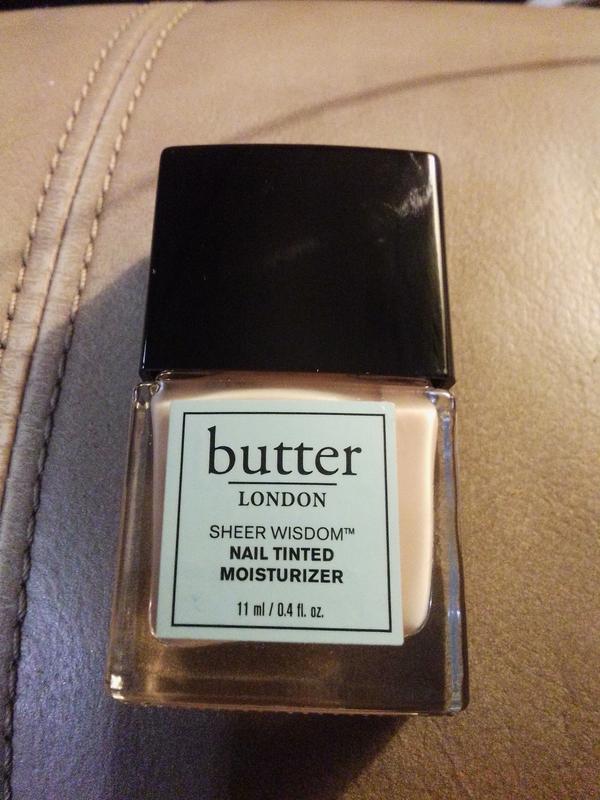 butter
LONDON
SHEER WISDOM™
NAIL TINTED
MOISTURIZER
11 ml / 0.4 fl. oz.